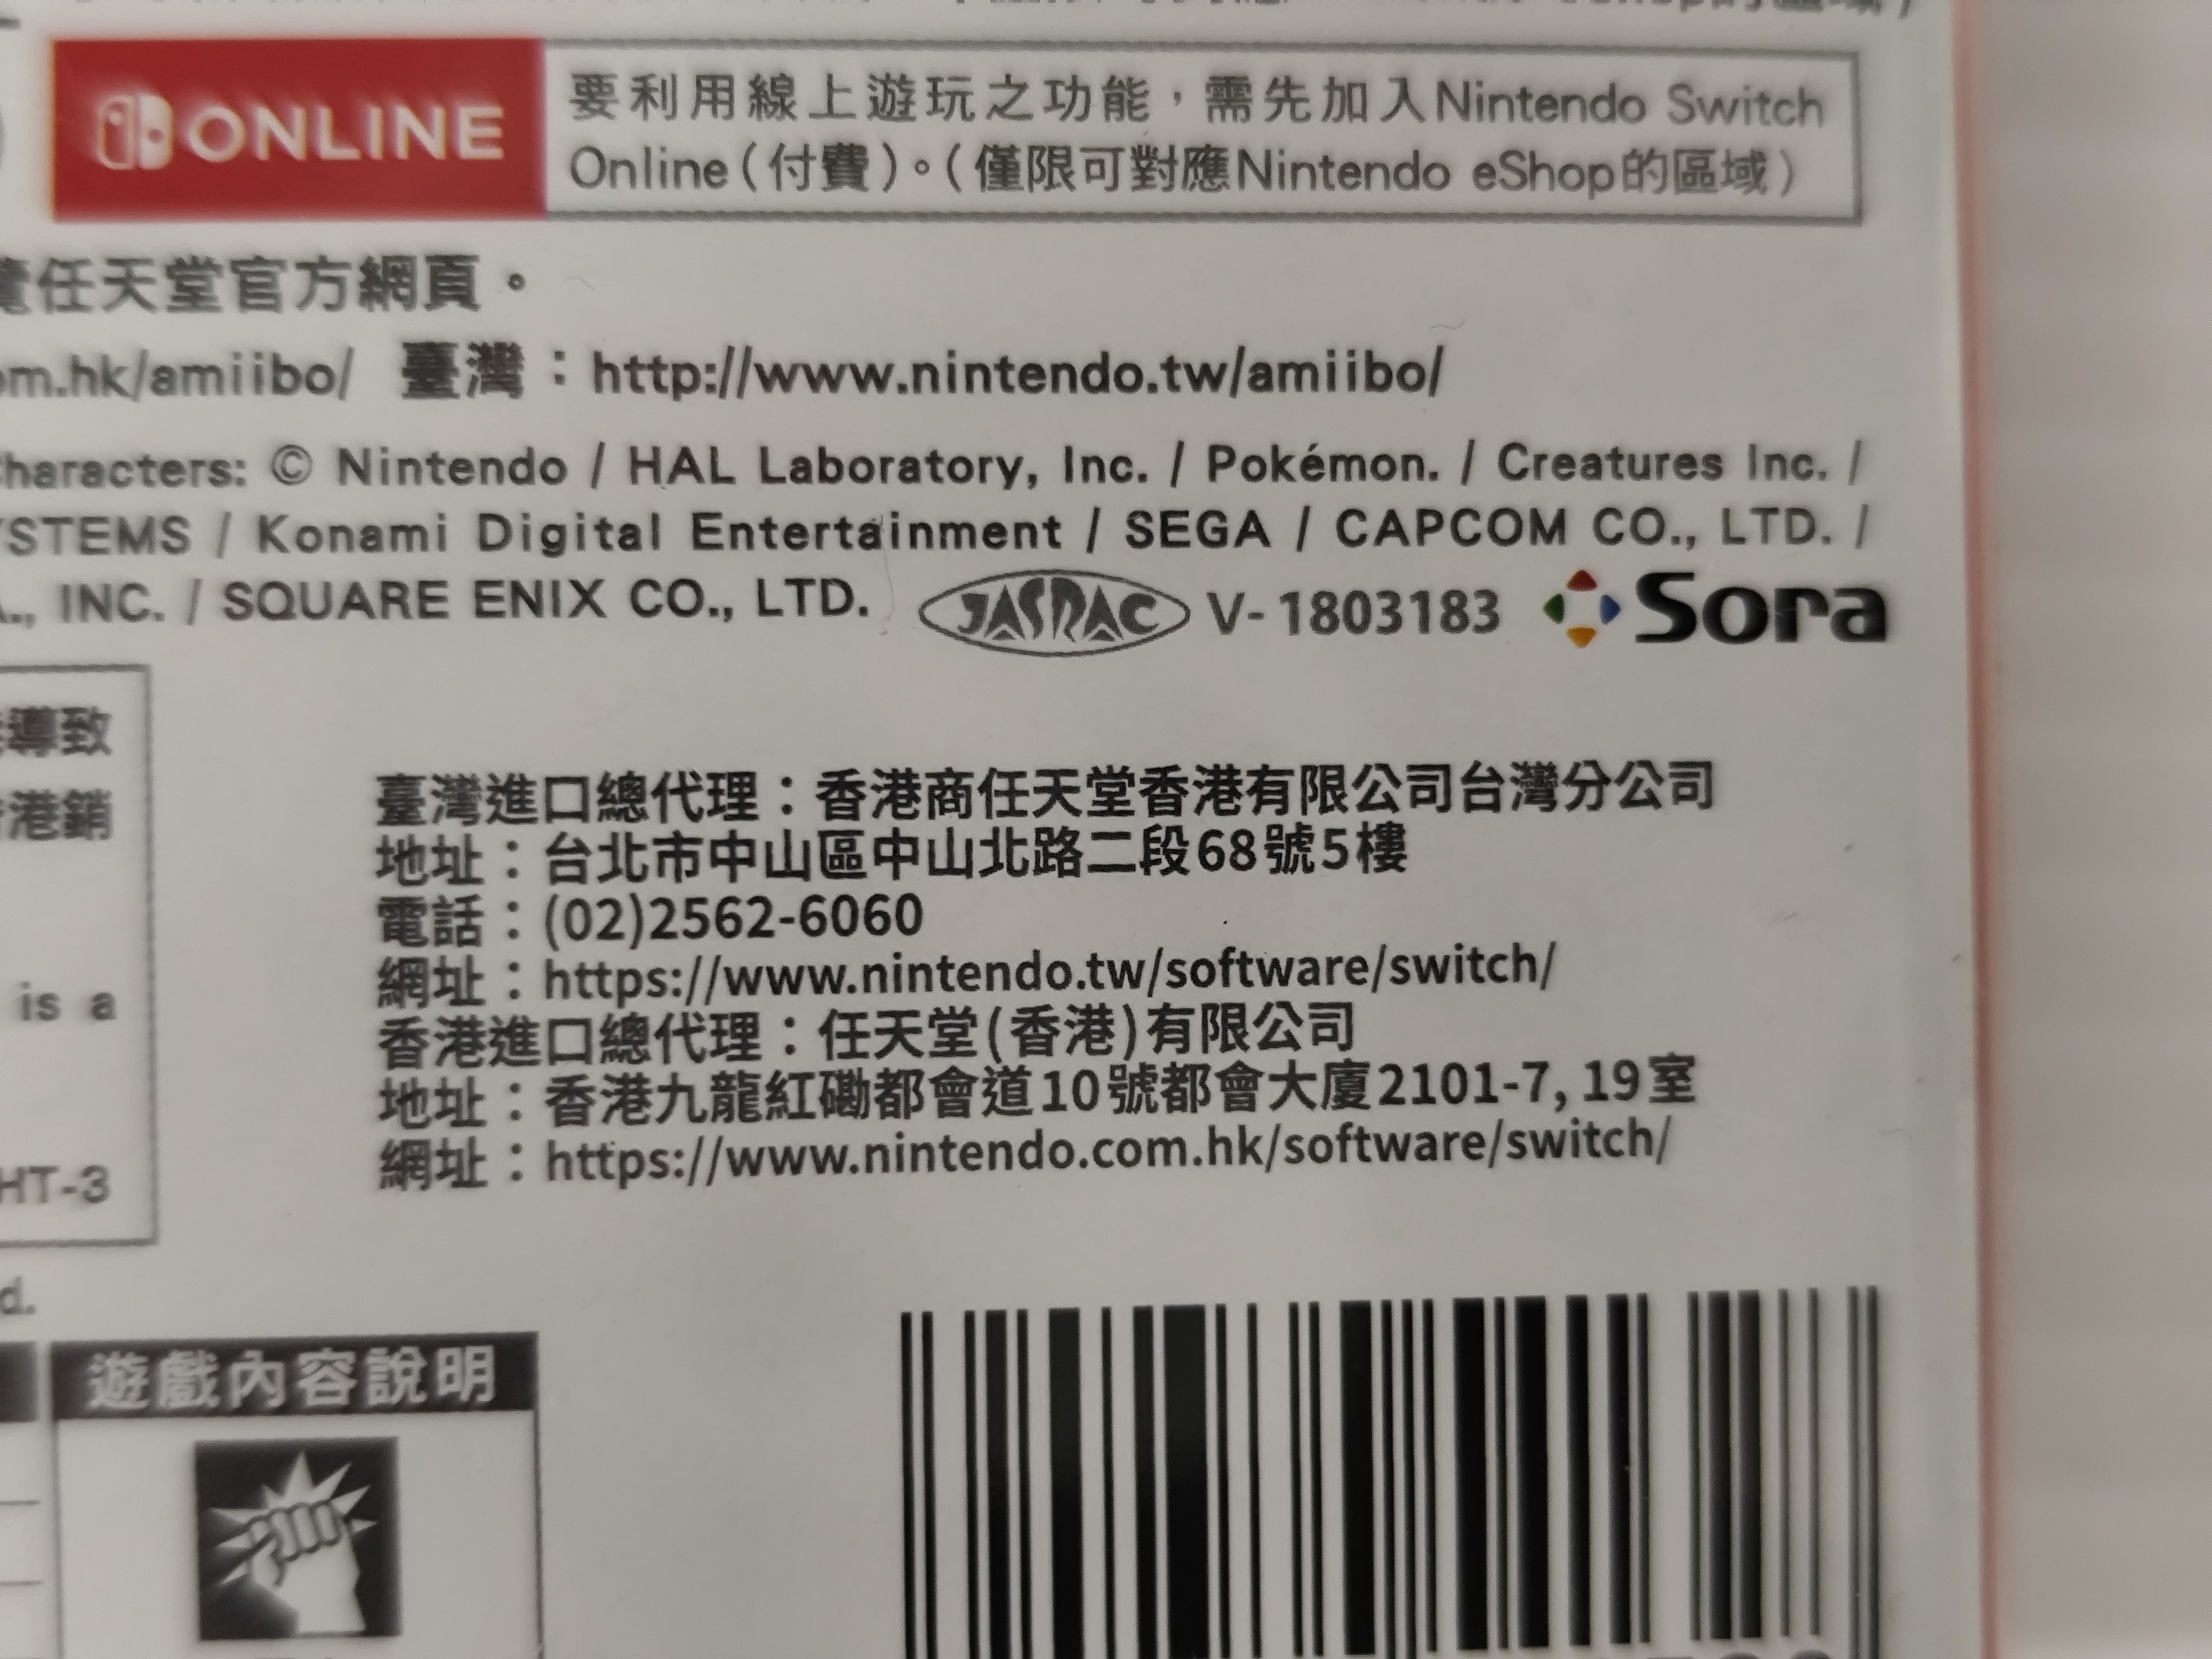 ONLINE
要利用線上遊玩之功能，需先加入Nintendo Switch
Online(付費)。(僅限可對應Nintendo eShop的區域)
任天堂官方網頁。
om.hk/amiibo/ 臺灣：http://www.nintendo.tw/amiibo/
haracters: © Nintendo / HAL Laboratory, Inc. / Pokémon. / Creatures Inc. /
YSTEMS / Konami Digital Entertainment / SEGA / CAPCOM CO., LTD. /
A., INC. / SQUARE ENIX CO., LTD. JASRAC V-1803183 Sora
導致
港銷
is a
HT-3
d.
臺灣進口總代理：香港商任天堂香港有限公司台灣分公司
地址：台北市中山區中山北路二段68號5樓
電話：(02)2562-6060
網址：https://www.nintendo.tw/software/switch/
香港進口總代理：任天堂(香港)有限公司
地址：香港九龍紅磡都會道10號都會大廈2101-7, 19室
網址：https://www.nintendo.com.hk/software/switch/
遊戲內容說明